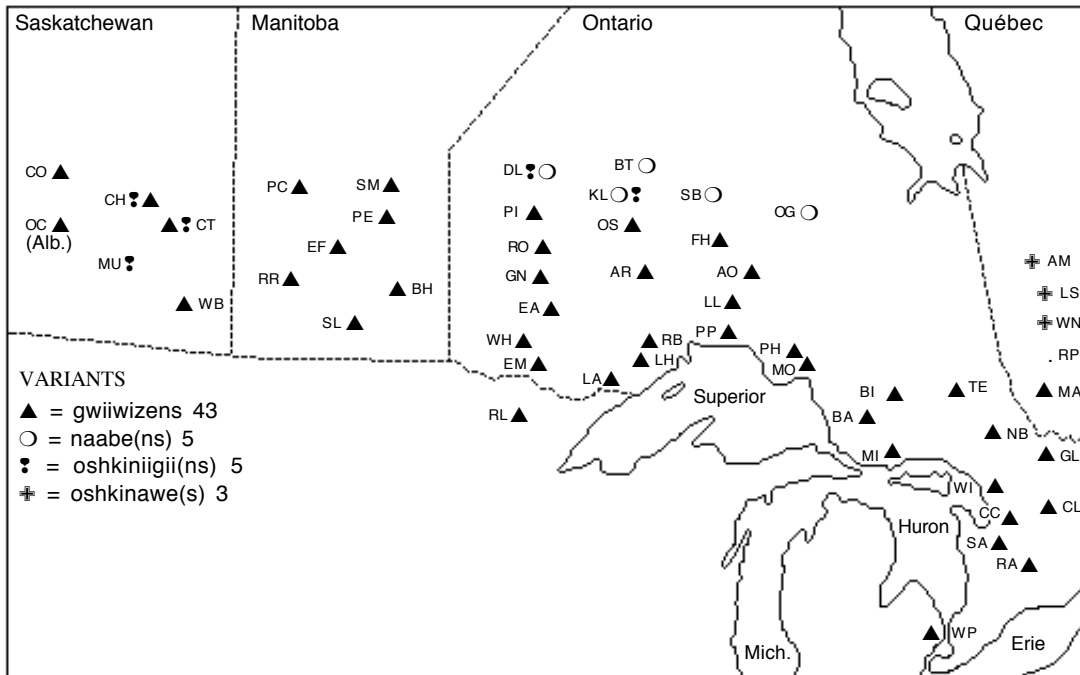 Saskatchewan Manitoba Ontario Québec
CO
CH
OC
(Alb.)
CT
MU
WB
PC
SM
PE
EF
RR
BH
SL
DL
BT
KL
SB
OG
PI
OS
RO
FH
GN
AR
AO
EA
LL
WH
RB
PP
EM
LH
PH
LA
MO
RL
AM
LS
WN
RP
MA
BI
TE
BA
NB
MI
GL
WI
CL
CC
SA
RA
WP
Superior
Huron
Mich.
Erie
VARIANTS
▲ = gwiiwizens 43
❍ = naabe(ns) 5
❢ = oshkiniigii(ns) 5
✙ = oshkinawe(s) 3